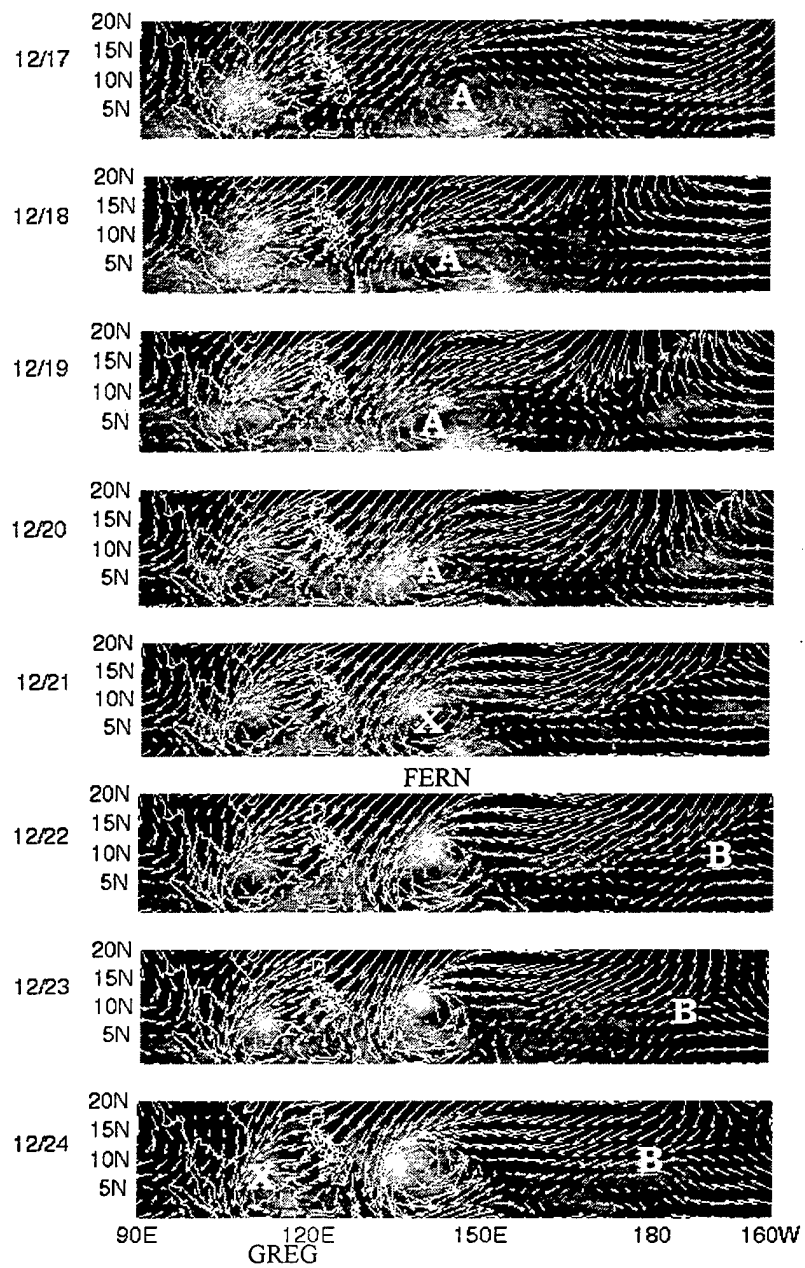 20N
12/17 15N
10N A
5N
20N
12/18 15N
10N
5N A
20N
12/19 15N
10N
5N A
20N
12/20 15N
10N
5N A
20N
12/21 15N
10N
5N X
FERN
20N
12/22 15N
10N B
5N
20N
12/23 15N
10N B
5N
20N
12/24 15N
10N B
5N X
90E 120E 150E 180 160W
GREG